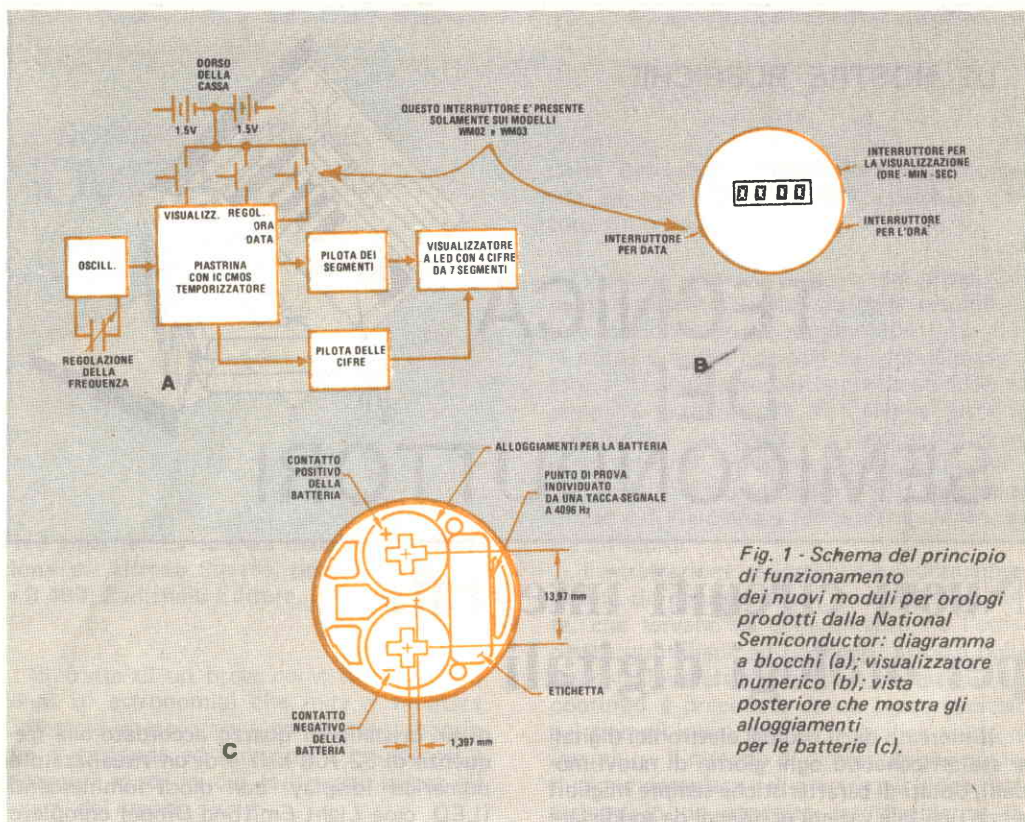 DORSO
DELLA
CASSA
1.5V
1.5V
QUESTO INTERRUTTORE E' PRESENTE
SOLAMENTE SUI MODELLI
WM02 e WM03
VISUALIZZ. REGOL.
ORA
DATA
OSCILL.
PIASTRINA
CON IC CMOS
TEMPORIZZATORE
PILOTA DEI
SEGMENTI
VISUALIZZATORE
A LED CON 4 CIFRE
DA 7 SEGMENTI
PILOTA DELLE
CIFRE
REGOLAZIONE
DELLA
FREQUENZA
A
INTERRUTTORE PER
LA VISUALIZZAZIONE
(ORE - MIN - SEC)
INTERRUTTORE
PER L'ORA
INTERRUTTORE
PER DATA
B
CONTATTO
POSITIVO
DELLA
BATTERIA
ALLOGGIAMENTI PER LA BATTERIA
PUNTO DI PROVA
INDIVIDUATO
DA UNA TACCA-SEGNALE
A 4096 Hz
13,97 mm
ETICHETTA
CONTATTO
NEGATIVO
DELLA
BATTERIA
1,397 mm
C
Fig. 1 - Schema del principio
di funzionamento
dei nuovi moduli per orologi
prodotti dalla National
Semiconductor: diagramma
a blocchi (a); visualizzatore
numerico (b); vista
posteriore che mostra gli
alloggiamenti
per le batterie (c).